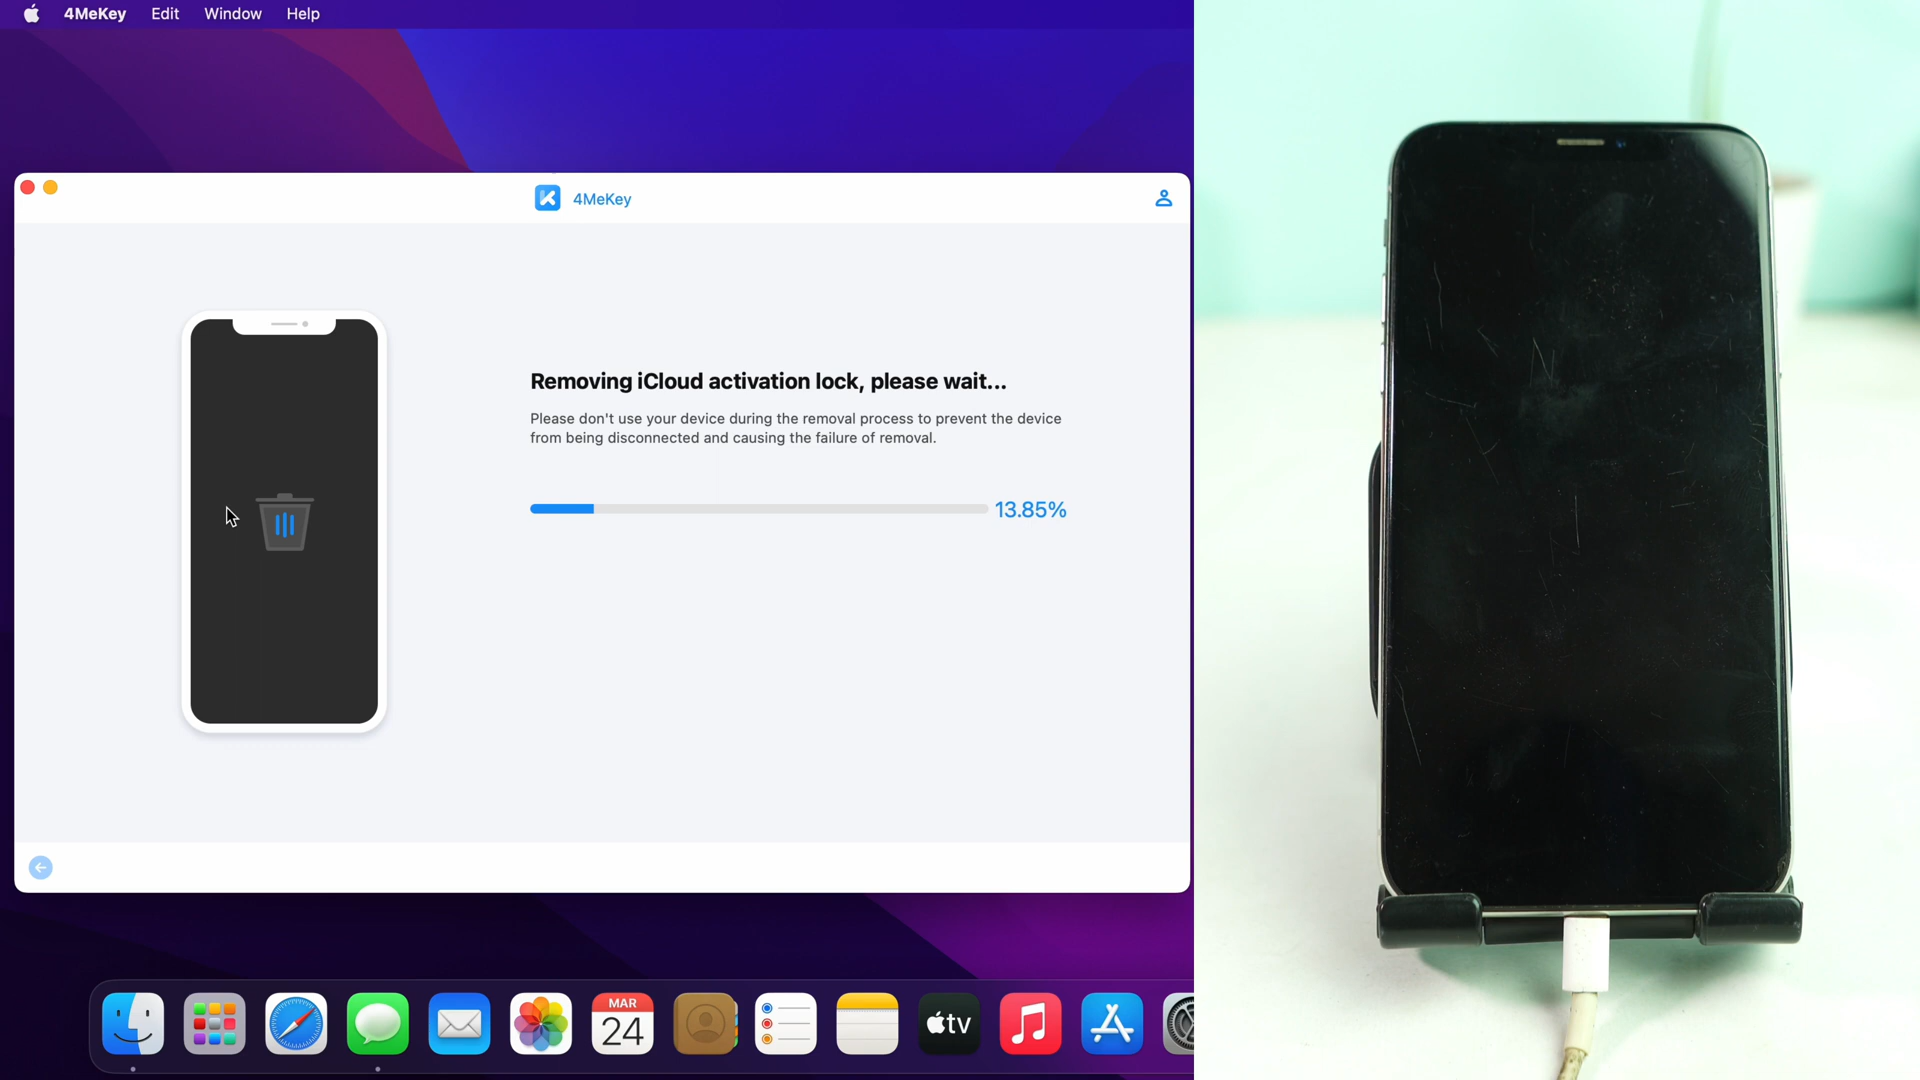 4MeKey Edit Window Help
4MeKey
Removing iCloud activation lock, please wait...
Please don't use your device during the removal process to prevent the device
from being disconnected and causing the failure of removal.
13.85%
MAR
24
tv